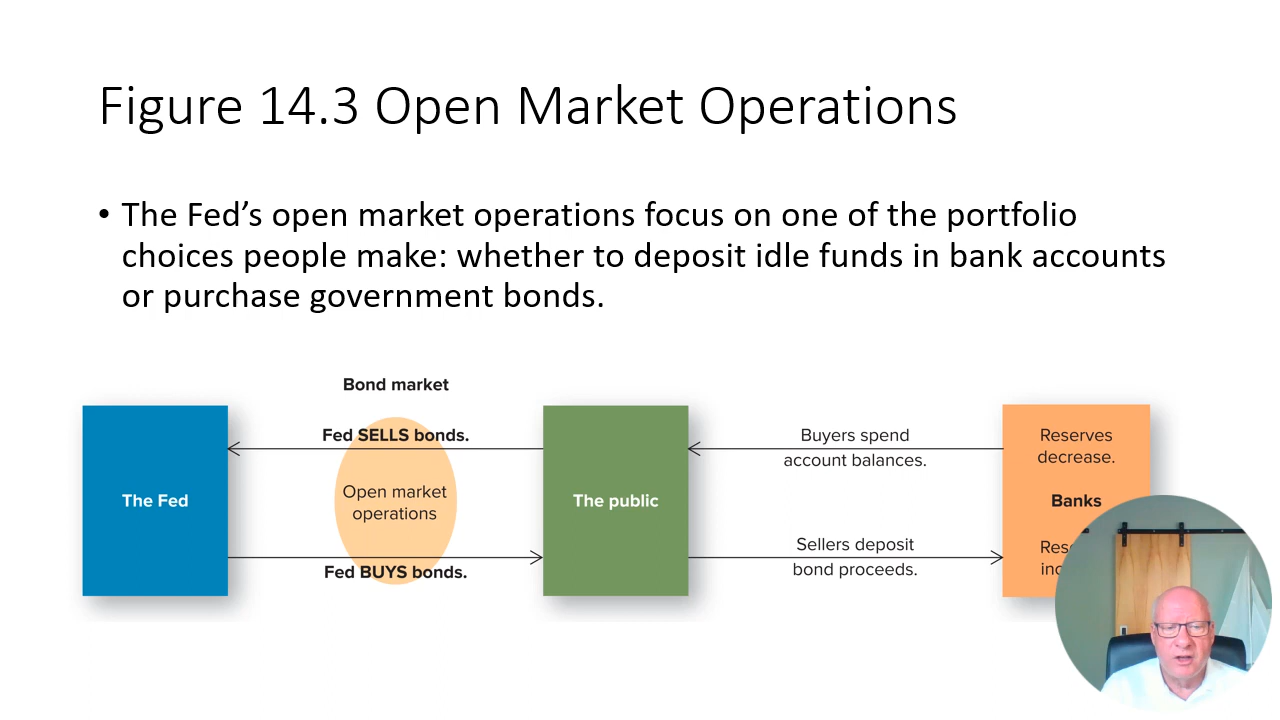 Figure 14.3 Open Market Operations
• The Fed’s open market operations focus on one of the portfolio
choices people make: whether to deposit idle funds in bank accounts
or purchase government bonds.
Bond market
The Fed
Fed SELLS bonds.
Open market
operations
Fed BUYS bonds.
The public
Buyers spend
account balances.
Sellers deposit
bond proceeds.
Reserves
decrease.
Banks